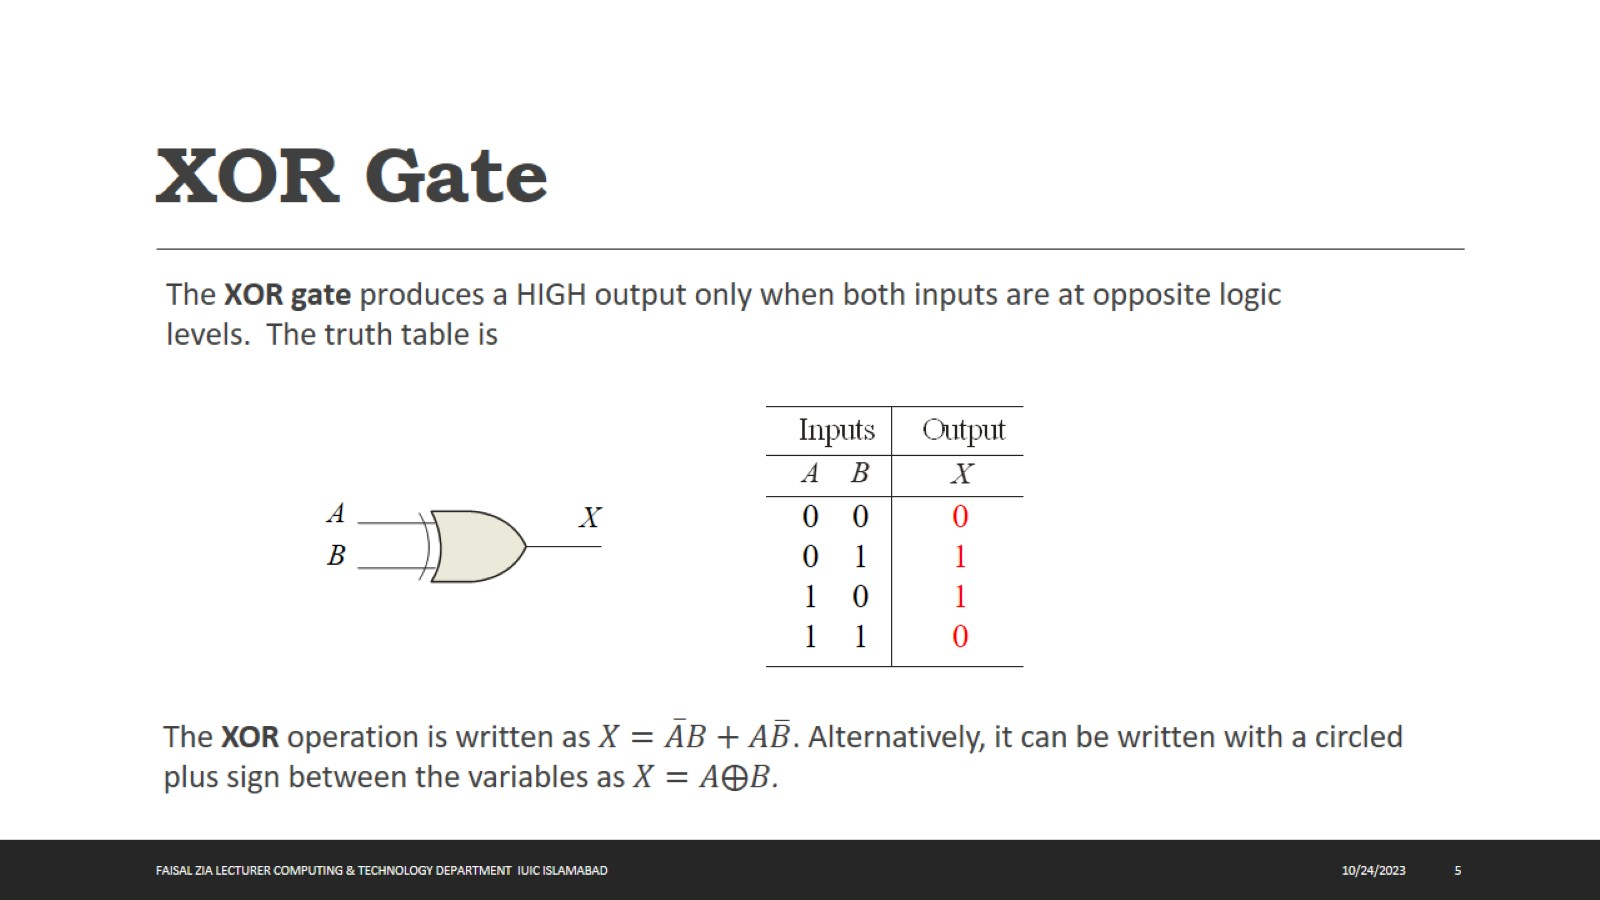 XOR Gate
The XOR gate produces a HIGH output only when both inputs are at opposite logic
levels. The truth table is
Inputs Output
A B X
0 0 0
0 1 1
1 0 1
1 1 0
A
B
X
The XOR operation is written as X = A̅B + AB̅. Alternatively, it can be written with a circled
plus sign between the variables as X = A⊕B.
FAISAL ZIA LECTURER COMPUTING & TECHNOLOGY DEPARTMENT IUIC ISLAMABAD 10/24/2023 5